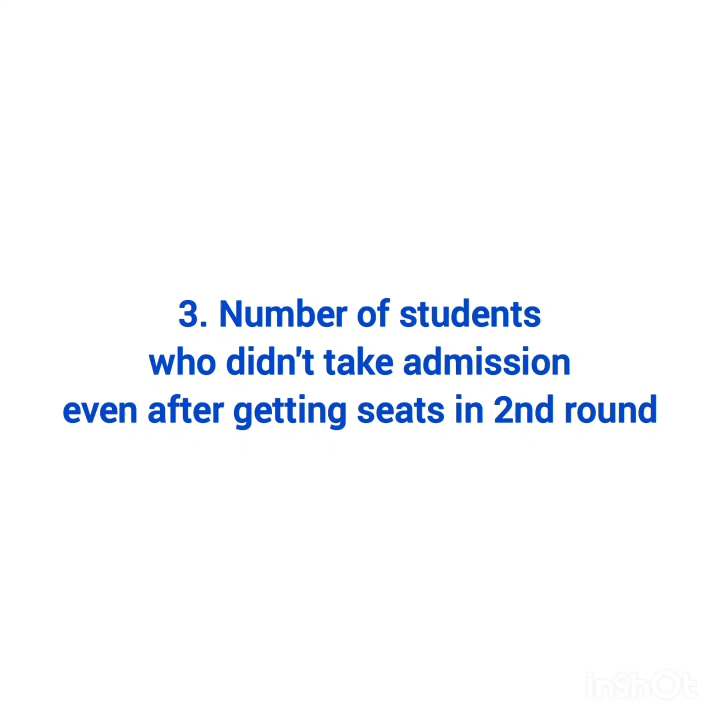 3. Number of students
who didn't take admission
even after getting seats in 2nd round
InShOt